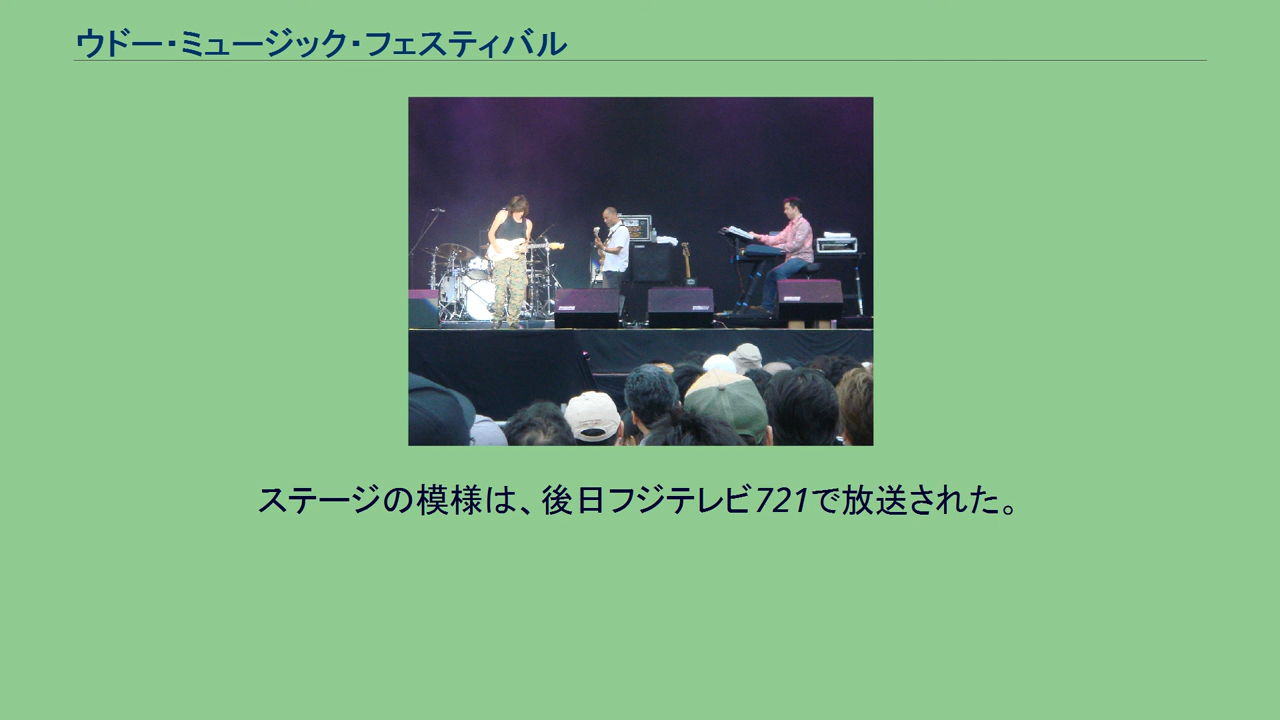 ウドー・ミュージック・フェスティバル
ステージの模様は、後日フジテレビ721で放送された。